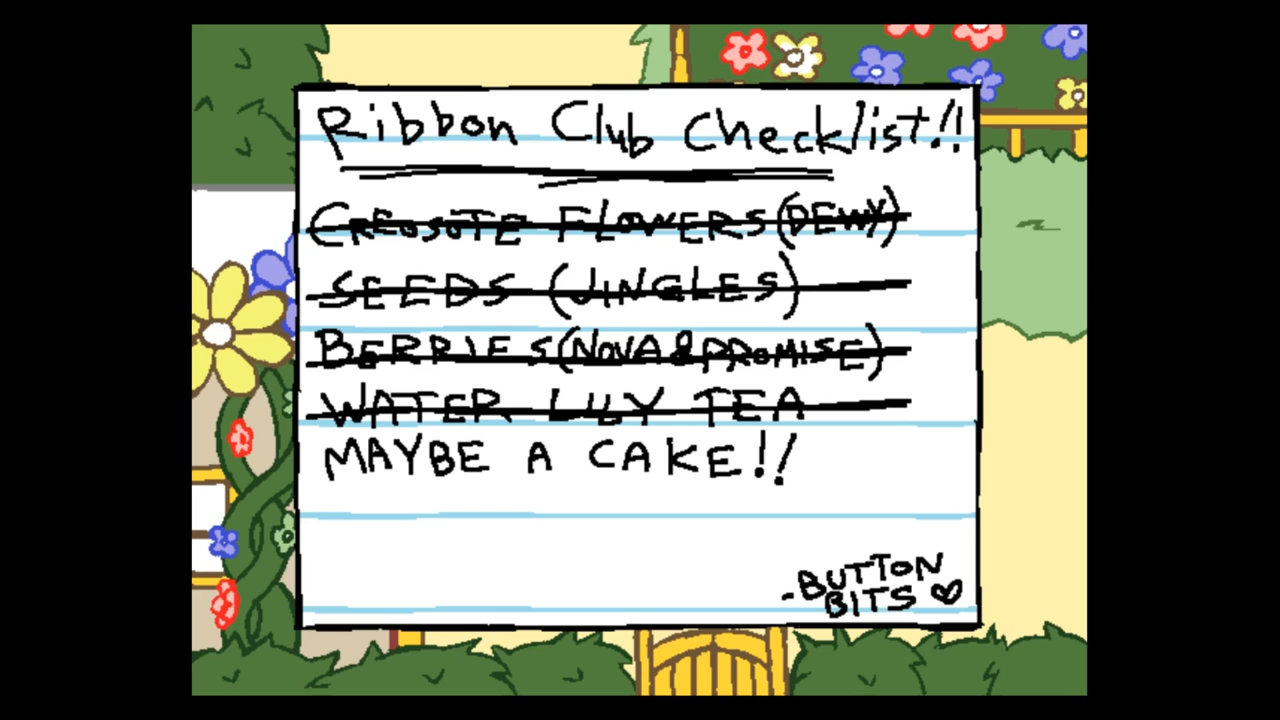 Ribbon Club Checklist!!
CREOSOTE FLOWERS (DEWY)
SEEDS (JINGLES)
BERRIES (NOVA & PROMISE)
WATER LILY TEA
MAYBE A CAKE!!
-BUTTON
BITS ♡